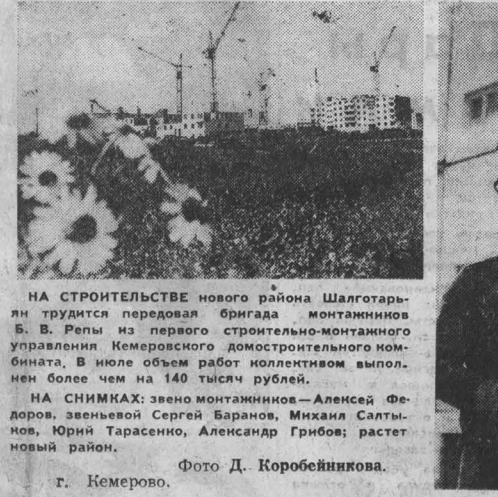 НА СТРОИТЕЛЬСТВЕ нового района Шалготарь-
ян трудится передовая бригада монтажников
Б. В. Репы из первого строительно-монтажного
управления Кемеровского домостроительного ком-
бината. В июле объем работ коллективом выпол-
нен более чем на 140 тысяч рублей.
НА СНИМКАХ: звено монтажников—Алексей Фе-
доров, звеньевой Сергей Баранов, Михаил Салты-
ков, Юрий Тарасенко, Александр Грибов; растет
новый район.
Фото Д. Коробейникова.
г. Кемерово.